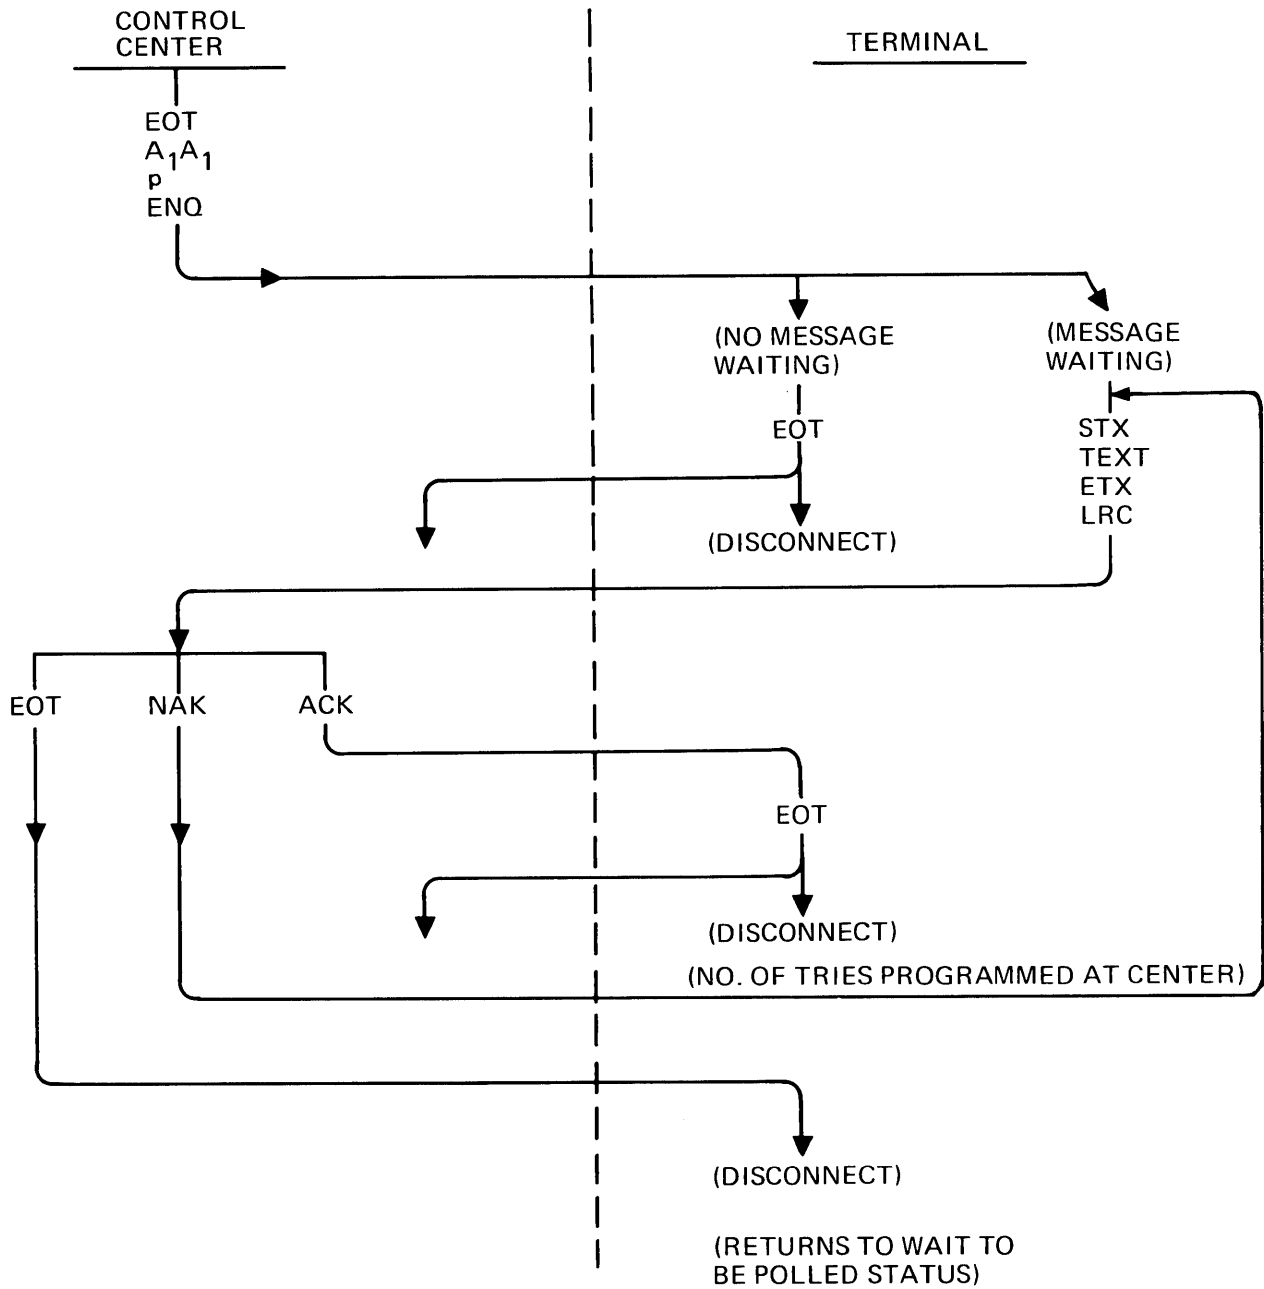 CONTROL
CENTER
TERMINAL
EOT
A1A1
p
ENQ
(NO MESSAGE
WAITING)
(MESSAGE
WAITING)
EOT
STX
TEXT
ETX
LRC
(DISCONNECT)
EOT
NAK
ACK
EOT
(DISCONNECT)
(NO. OF TRIES PROGRAMMED AT CENTER)
(DISCONNECT)
(RETURNS TO WAIT TO
BE POLLED STATUS)